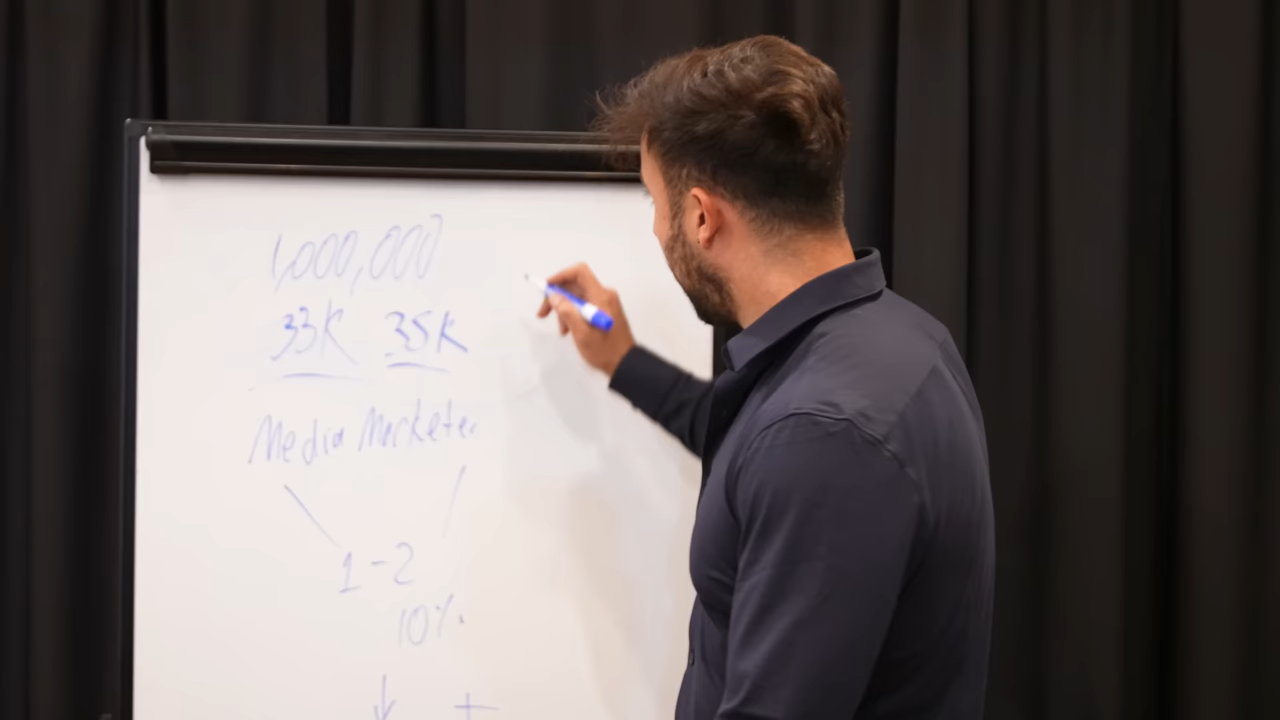 1,000,000
33K 35K
Media Marketer
1-2
10%
+